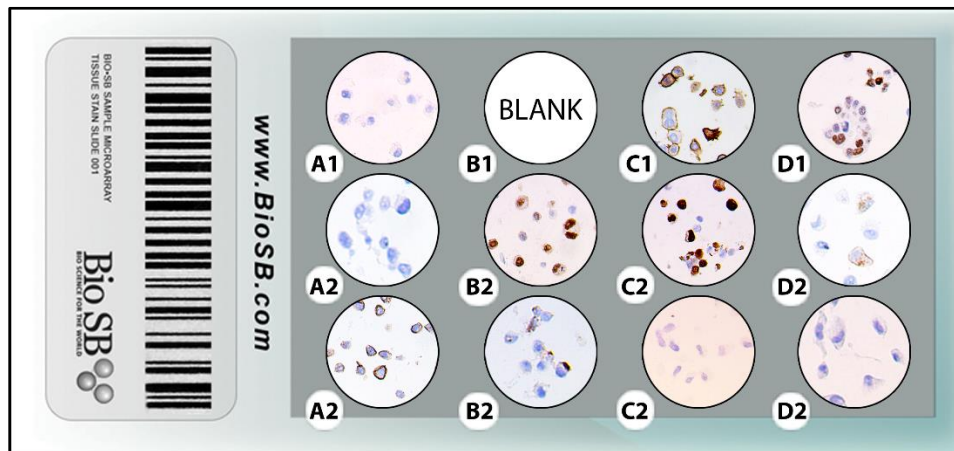 BIO•SB SAMPLE MICROARRAY
TISSUE STAIN SLIDE 001
Bio SB
BIO SCIENCE FOR THE WORLD
www.BioSB.com
A1
B1
BLANK
C1
D1
A2
B2
C2
D2
A2
B2
C2
D2